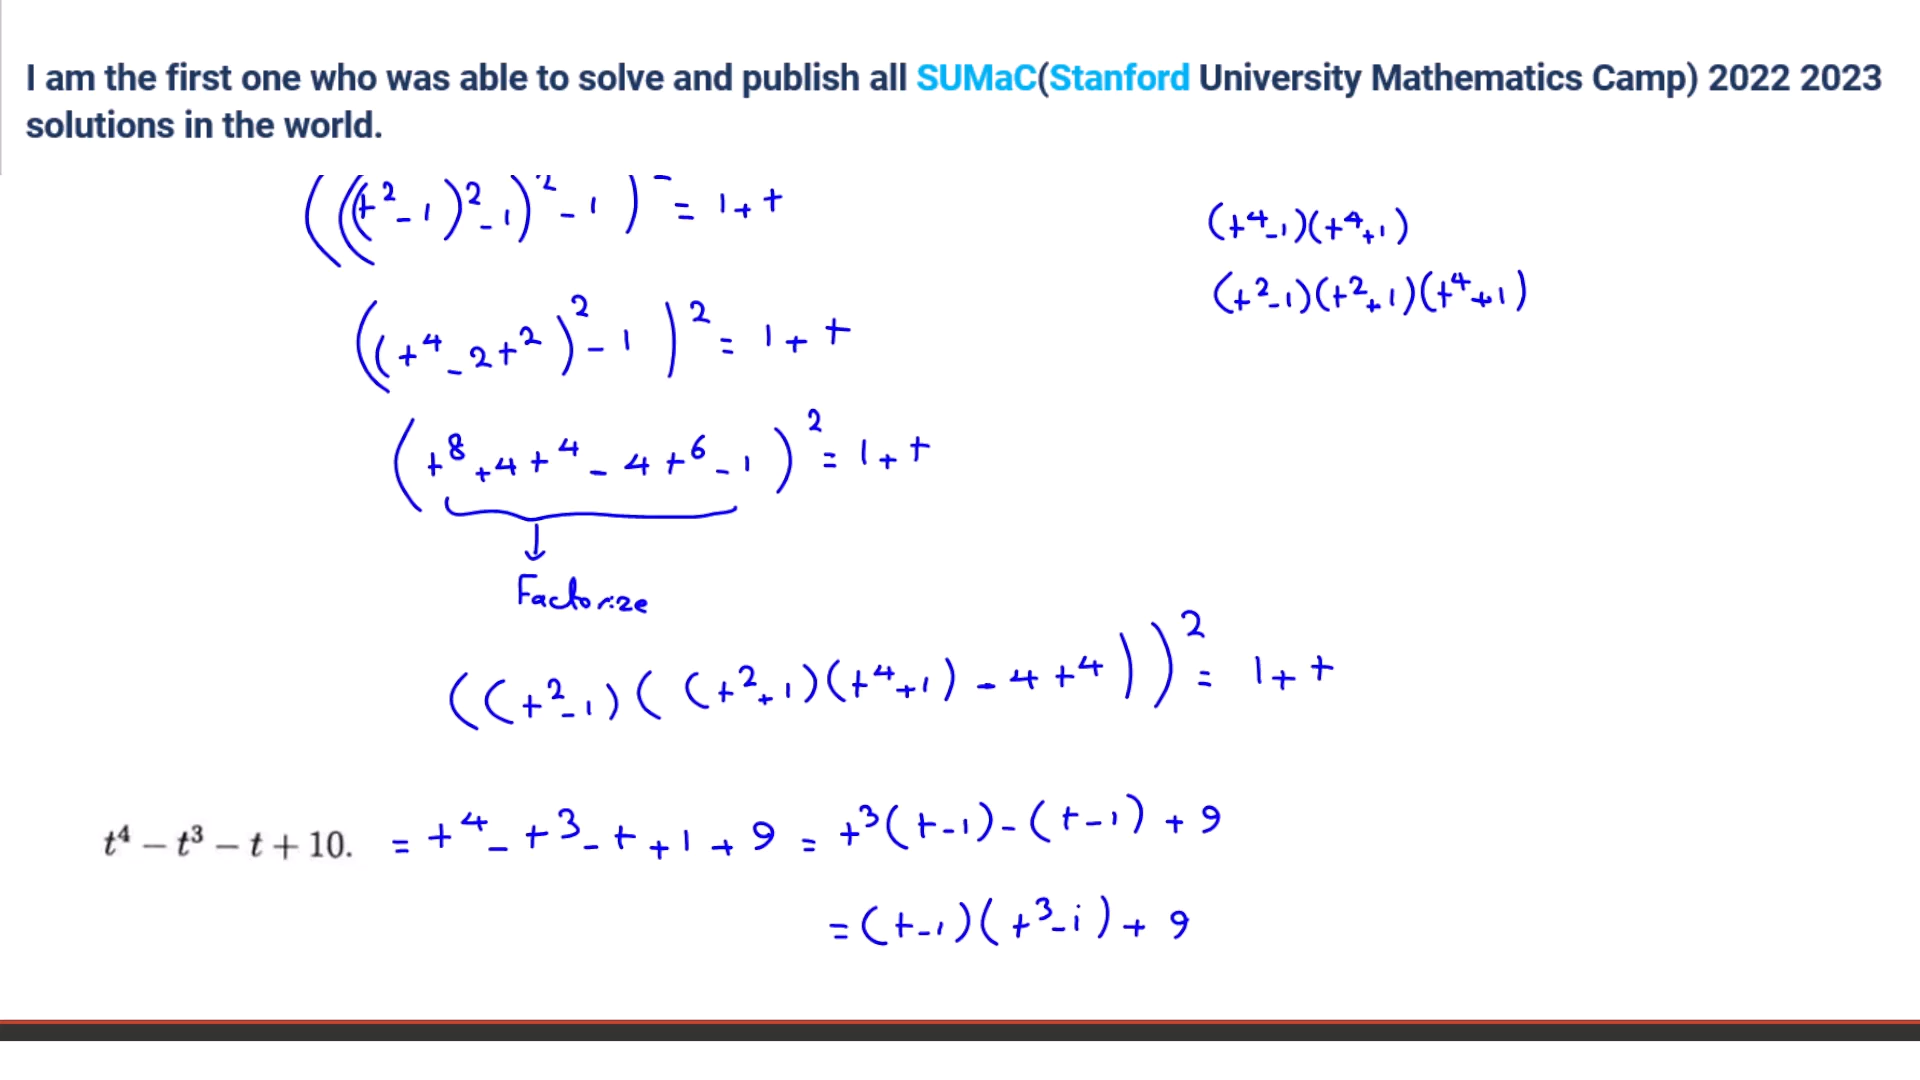 I am the first one who was able to solve and publish all SUMaC(Stanford University Mathematics Camp) 2022 2023
solutions in the world.
(((t²-1)²-1)²-1)² = 1+t
(t⁴-1)(t⁴+1)
(t²-1)(t²+1)(t⁴+1)
((t⁴-2t²)²-1)² = 1+t
(t⁸+4t⁴-4t⁶-1)² = 1+t
Factorize
((t²-1)((t²+1)(t⁴+1)-4t⁴))² = 1+t
t⁴ − t³ − t + 10. = t⁴-t³-t+1+9 = t³(t-1)-(t-1)+9
=(t-1)(t³-1)+9